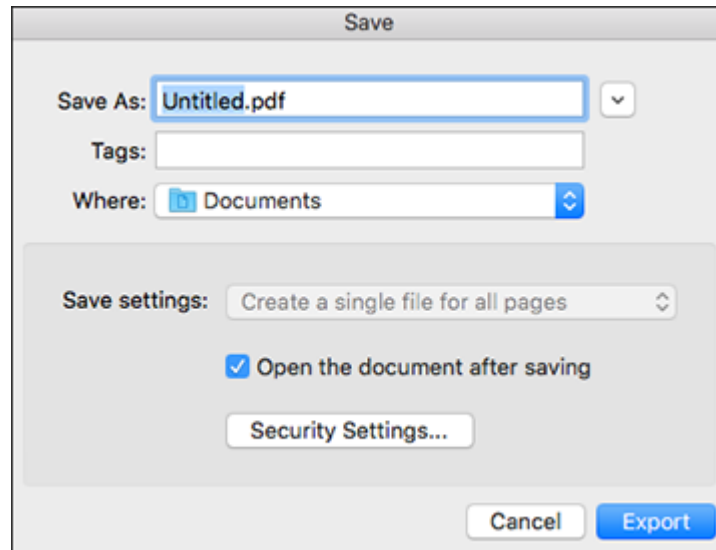 Save
Save As: Untitled.pdf
Tags:
Where: Documents
Save settings: Create a single file for all pages
Open the document after saving
Security Settings...
Cancel Export